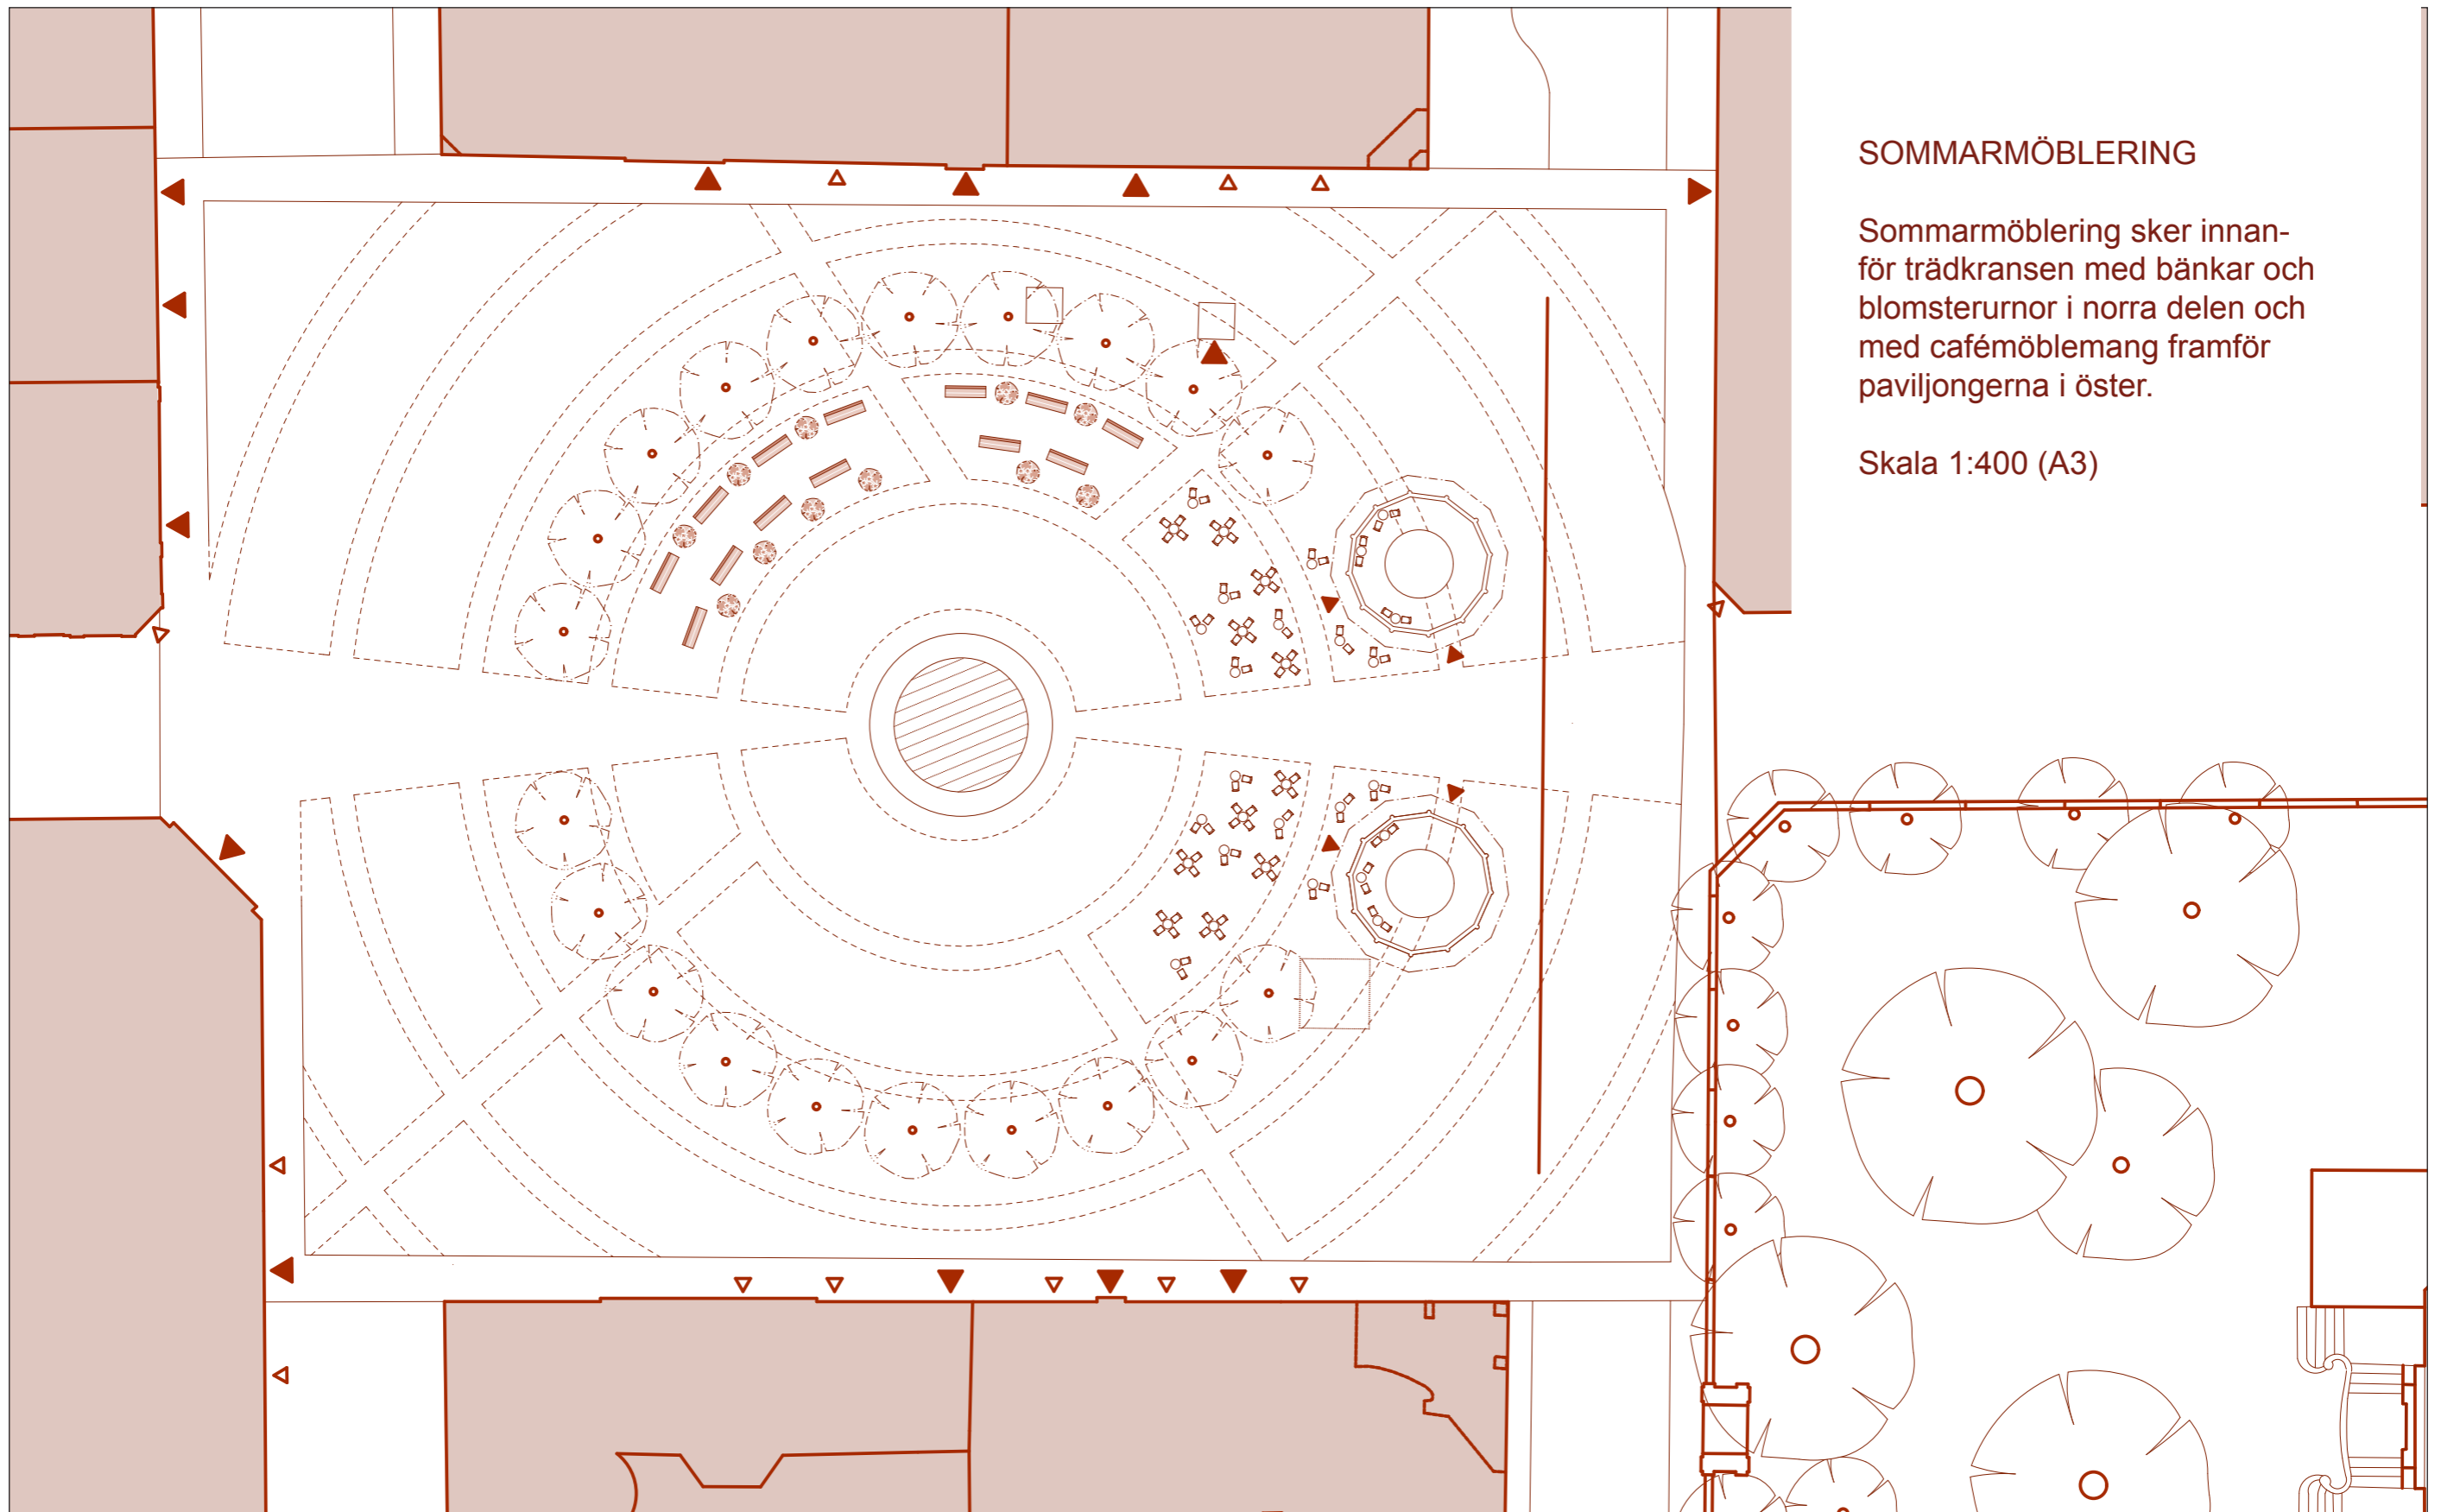 SOMMARMÖBLERING
Sommarmöblering sker innan-
för trädkransen med bänkar och
blomsterurnor i norra delen och
med cafémöblemang framför
paviljongerna i öster.
Skala 1:400 (A3)